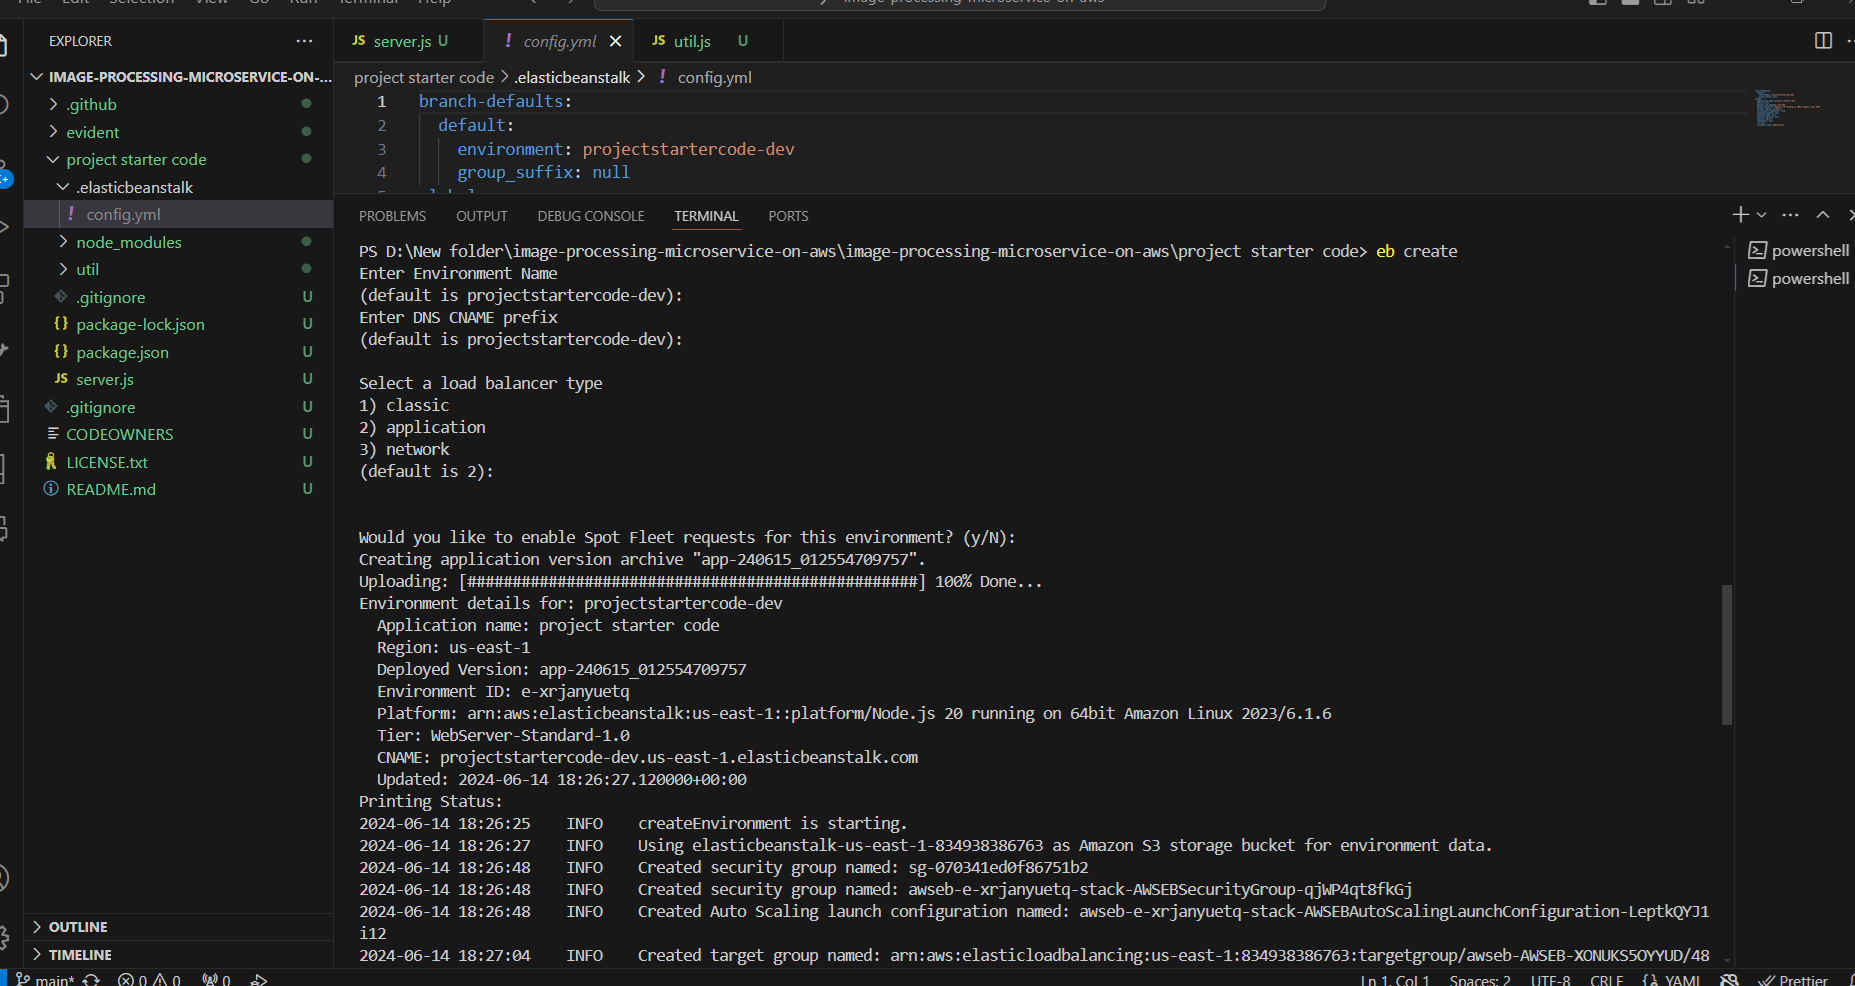 File Edit Selection View Go Run Terminal Help
image-processing-microservice-on-aws
EXPLORER
IMAGE-PROCESSING-MICROSERVICE-ON-...
.github
evident
project starter code
.elasticbeanstalk
config.yml
node_modules
util
.gitignore U
package-lock.json U
package.json U
JS server.js U
.gitignore U
CODEOWNERS U
LICENSE.txt U
README.md U
OUTLINE
TIMELINE
JS server.js U
! config.yml
JS util.js U
project starter code > .elasticbeanstalk > ! config.yml
1 branch-defaults:
2 default:
3 environment: projectstartercode-dev
4 group_suffix: null
PROBLEMS OUTPUT DEBUG CONSOLE TERMINAL PORTS
powershell
powershell
PS D:\New folder\image-processing-microservice-on-aws\image-processing-microservice-on-aws\project starter code> eb create
Enter Environment Name
(default is projectstartercode-dev):
Enter DNS CNAME prefix
(default is projectstartercode-dev):
Select a load balancer type
1) classic
2) application
3) network
(default is 2):
Would you like to enable Spot Fleet requests for this environment? (y/N):
Creating application version archive "app-240615_012554709757".
Uploading: [##################################################] 100% Done...
Environment details for: projectstartercode-dev
Application name: project starter code
Region: us-east-1
Deployed Version: app-240615_012554709757
Environment ID: e-xrjanyuetq
Platform: arn:aws:elasticbeanstalk:us-east-1::platform/Node.js 20 running on 64bit Amazon Linux 2023/6.1.6
Tier: WebServer-Standard-1.0
CNAME: projectstartercode-dev.us-east-1.elasticbeanstalk.com
Updated: 2024-06-14 18:26:27.120000+00:00
Printing Status:
2024-06-14 18:26:25 INFO createEnvironment is starting.
2024-06-14 18:26:27 INFO Using elasticbeanstalk-us-east-1-834938386763 as Amazon S3 storage bucket for environment data.
2024-06-14 18:26:48 INFO Created security group named: sg-070341ed0f86751b2
2024-06-14 18:26:48 INFO Created security group named: awseb-e-xrjanyuetq-stack-AWSEBSecurityGroup-qjWP4qt8fkGj
2024-06-14 18:26:48 INFO Created Auto Scaling launch configuration named: awseb-e-xrjanyuetq-stack-AWSEBAutoScalingLaunchConfiguration-LeptkQYJ1
i12
2024-06-14 18:27:04 INFO Created target group named: arn:aws:elasticloadbalancing:us-east-1:834938386763:targetgroup/awseb-AWSEB-XONUKS5OYYUD/48
main* 0 0 0 Ln 1, Col 1 Spaces: 2 UTF-8 CRLF {} YAML Prettier